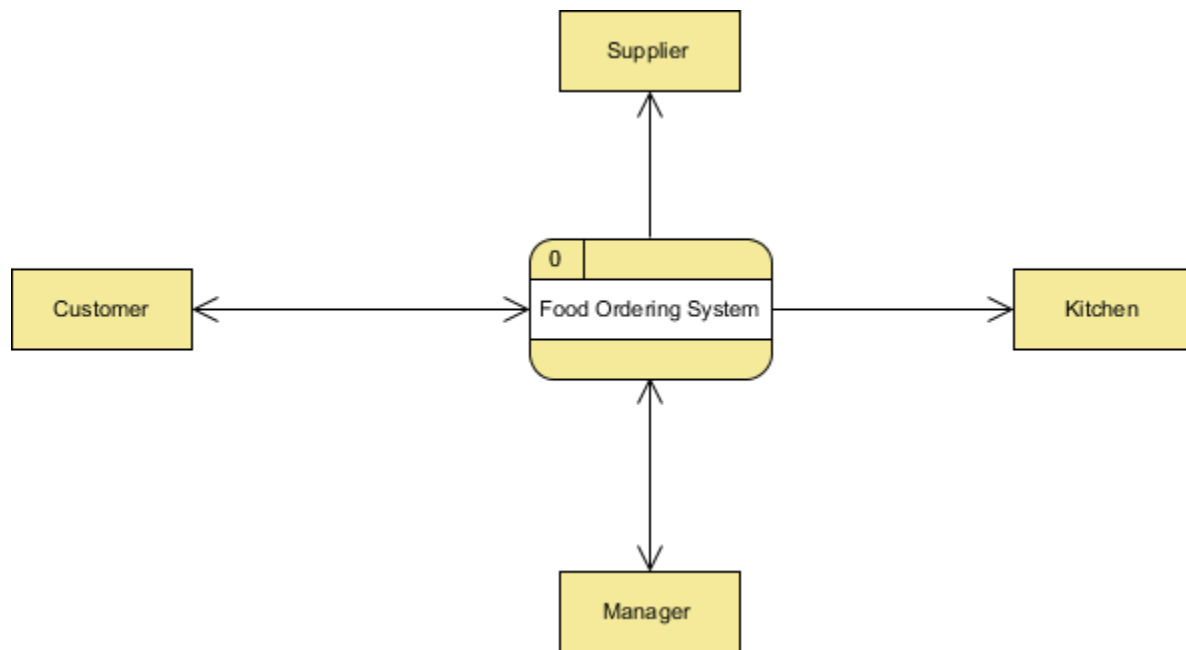 Supplier
0
Customer
Food Ordering System
Kitchen
Manager